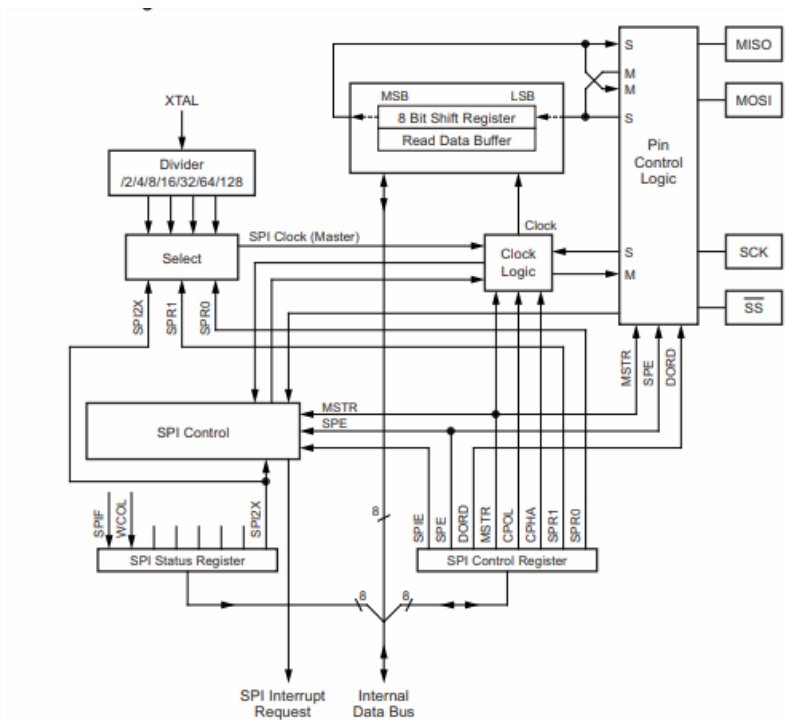 S
MISO
M
M
MSB
LSB
MOSI
XTAL
8 Bit Shift Register
S
Read Data Buffer
Pin
Control
Logic
Divider
/2/4/8/16/32/64/128
Clock
SPI Clock (Master)
Select
Clock
Logic
S
SCK
M
SPI2X
SPR1
SPR0
SS
MSTR
SPE
DORD
MSTR
SPE
SPI Control
SPIF
WCOL
SPI2X
SPIE
SPE
DORD
MSTR
CPOL
CPHA
SPR1
SPR0
8
SPI Status Register
SPI Control Register
8
8
SPI Interrupt
Request
Internal
Data Bus